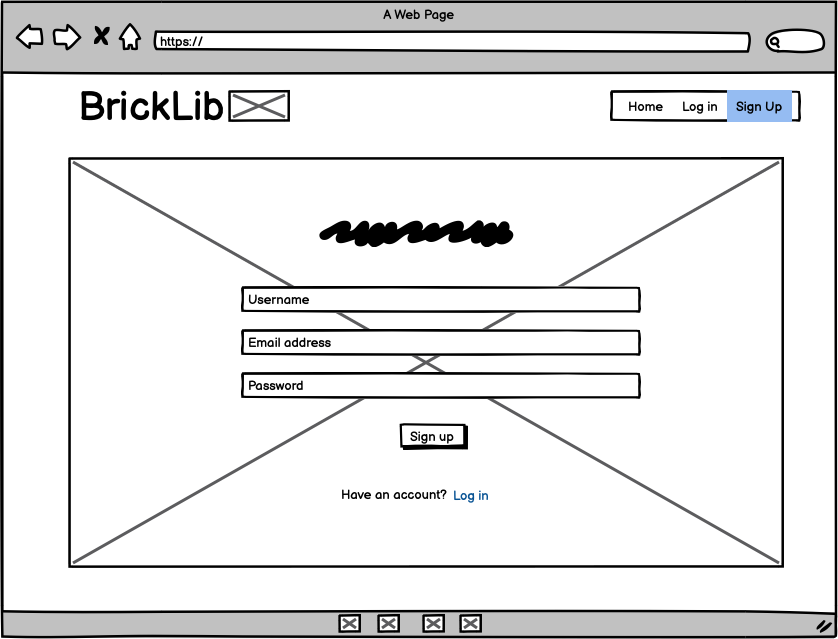 A Web Page
https://
BrickLib
Home Log in Sign Up
Username
Email address
Password
Sign up
Have an account? Log in